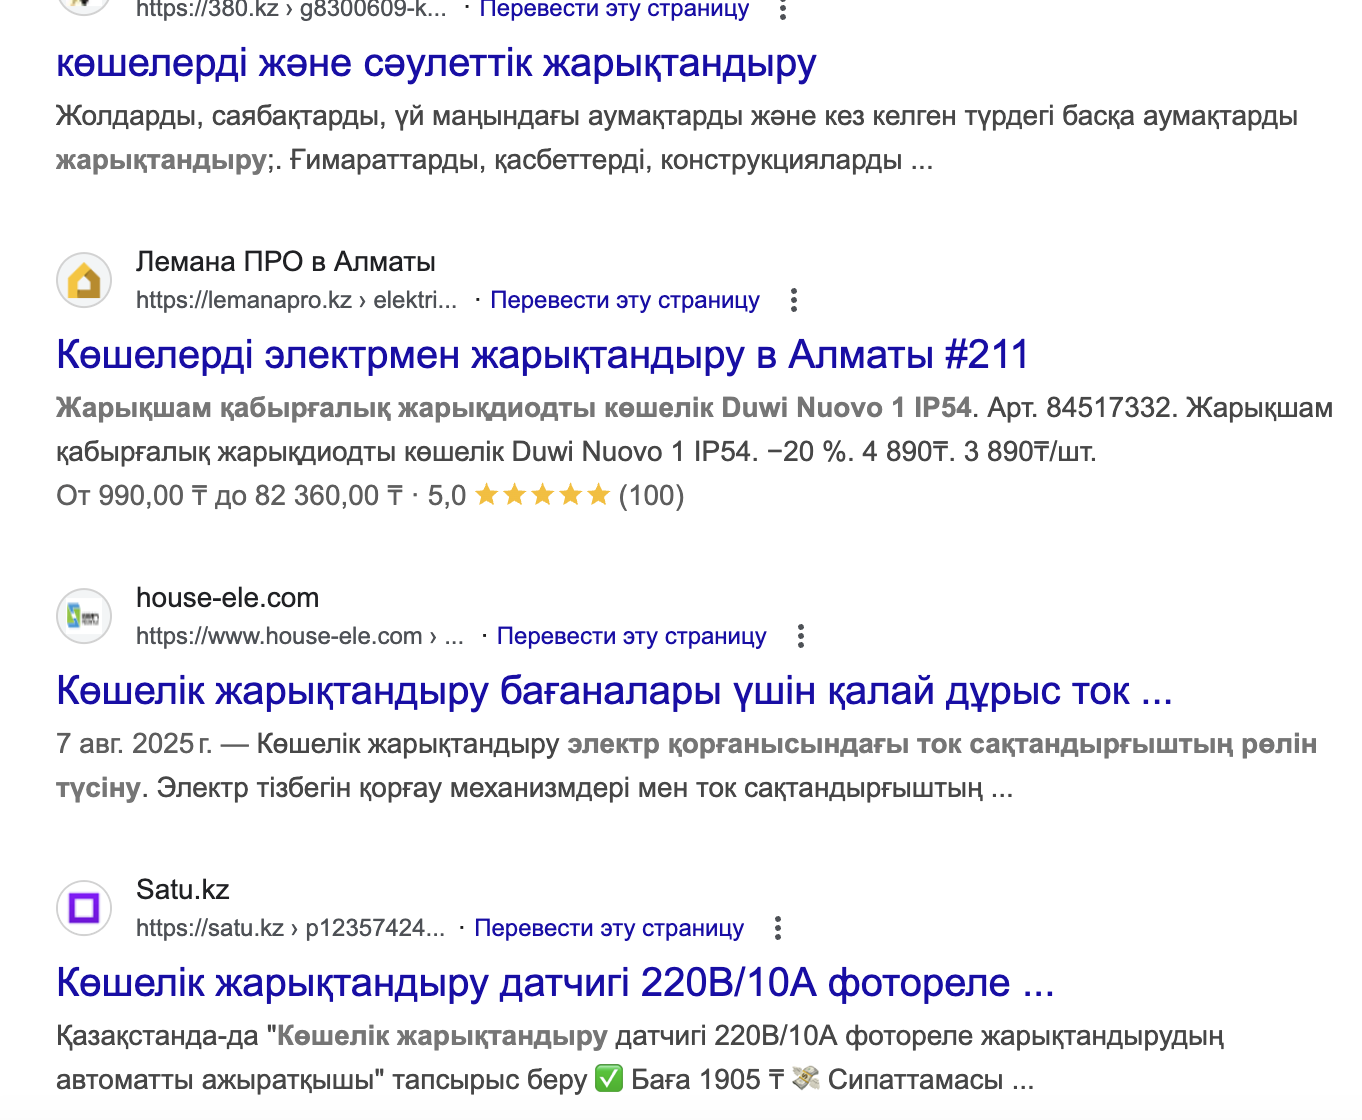 https://380.kz › g8300609-k... · Перевести эту страницу
көшелерді және сәулеттік жарықтандыру
Жолдарды, саябақтарды, үй маңындағы аумақтарды және кез келген түрдегі басқа аумақтарды
жарықтандыру;. Ғимараттарды, қасбеттерді, конструкцияларды ...
Лемана ПРО в Алматы
https://lemanapro.kz › elektri... · Перевести эту страницу
Көшелерді электрмен жарықтандыру в Алматы #211
Жарықшам қабырғалық жарықдиодты көшелік Duwi Nuovo 1 IP54. Арт. 84517332. Жарықшам
қабырғалық жарықдиодты көшелік Duwi Nuovo 1 IP54. −20 %. 4 890₸. 3 890₸/шт.
От 990,00 ₸ до 82 360,00 ₸ · 5,0 ★★★★★ (100)
house-ele.com
https://www.house-ele.com › ... · Перевести эту страницу
Көшелік жарықтандыру бағаналары үшін қалай дұрыс ток ...
7 авг. 2025 г. — Көшелік жарықтандыру электр қорғанысындағы ток сақтандырғыштың рөлін
түсіну. Электр тізбегін қорғау механизмдері мен ток сақтандырғыштың ...
Satu.kz
https://satu.kz › p12357424... · Перевести эту страницу
Көшелік жарықтандыру датчигі 220В/10А фотореле ...
Қазақстанда-да "Көшелік жарықтандыру датчигі 220В/10А фотореле жарықтандырудың
автоматты ажыратқышы" тапсырыс беру ✅ Баға 1905 ₸ 💸 Сипаттамасы ...